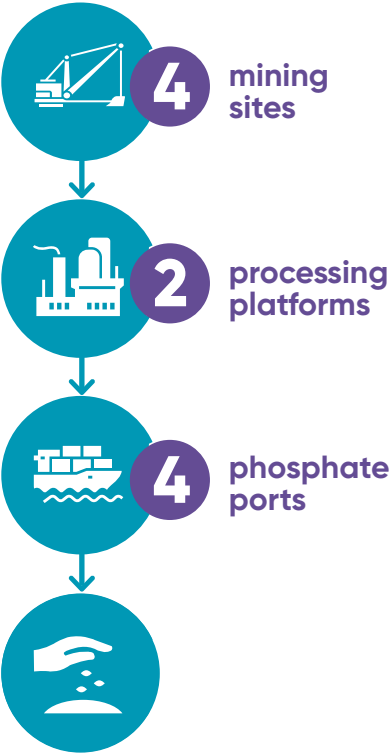 4
mining
sites
2
processing
platforms
4
phosphate
ports